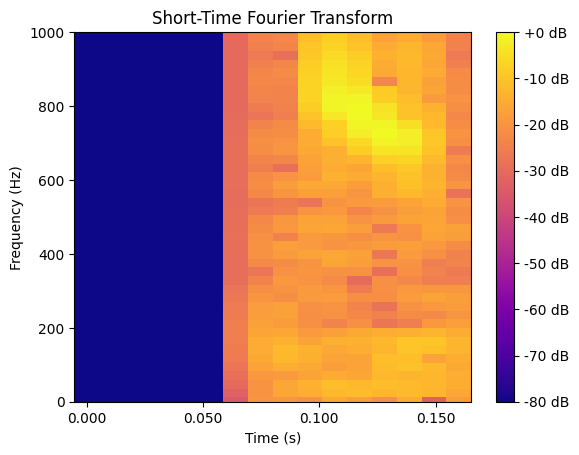 Short-Time Fourier Transform
1000
800
600
400
200
0
Frequency (Hz)
0.000
0.050
0.100
0.150
Time (s)
+0 dB
-10 dB
-20 dB
-30 dB
-40 dB
-50 dB
-60 dB
-70 dB
-80 dB